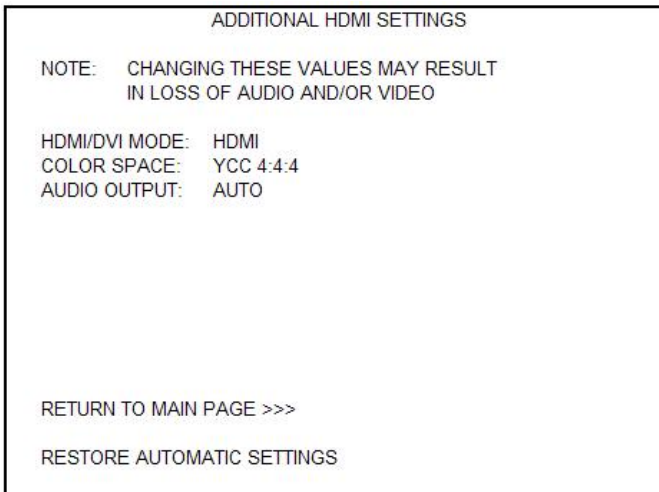 ADDITIONAL HDMI SETTINGS
NOTE: CHANGING THESE VALUES MAY RESULT
IN LOSS OF AUDIO AND/OR VIDEO
HDMI/DVI MODE: HDMI
COLOR SPACE: YCC 4:4:4
AUDIO OUTPUT: AUTO
RETURN TO MAIN PAGE >>>
RESTORE AUTOMATIC SETTINGS